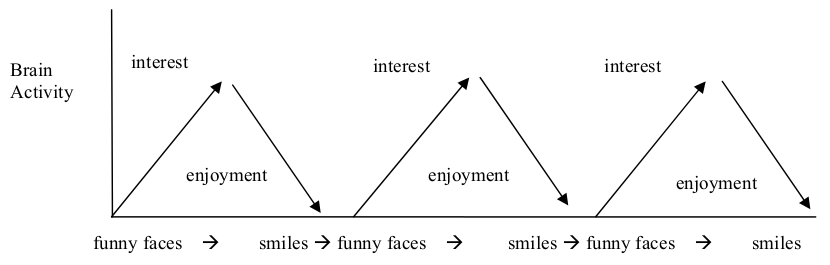 interest interest interest
Brain
Activity
enjoyment enjoyment enjoyment
funny faces → smiles → funny faces → smiles → funny faces → smiles